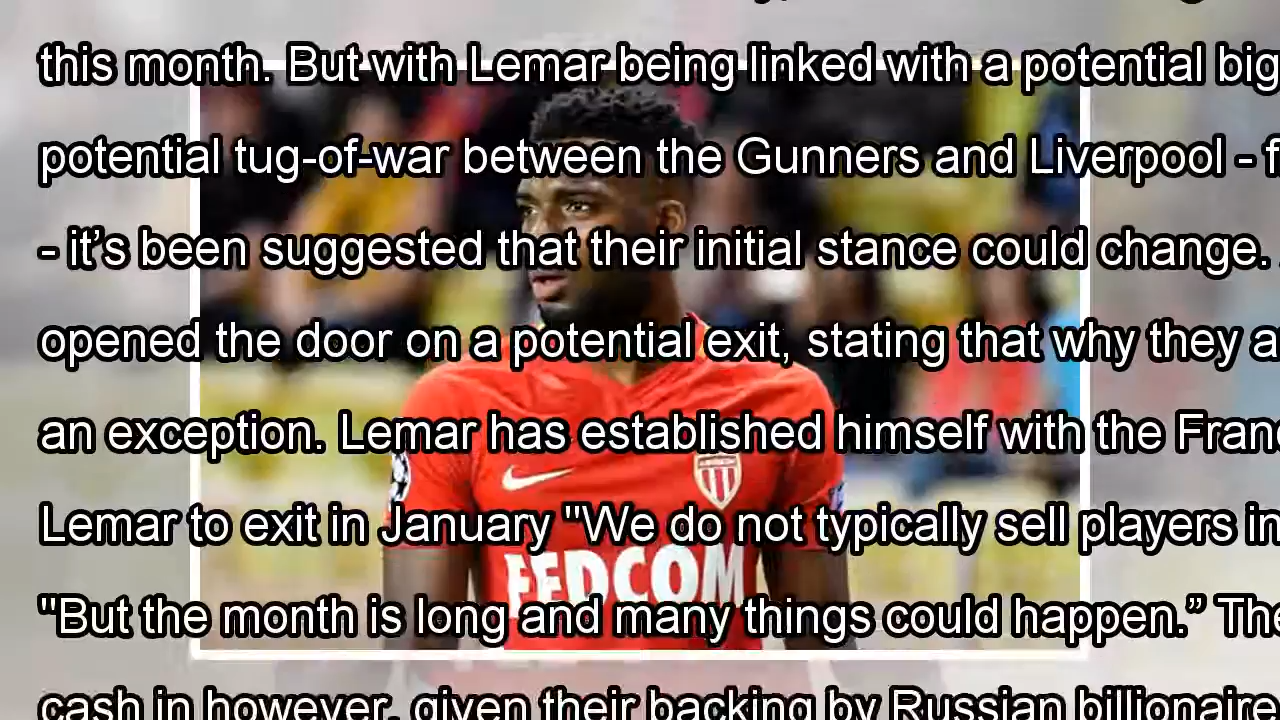 this month. But with Lemar being linked with a potential big
potential tug-of-war between the Gunners and Liverpool -
- it’s been suggested that their initial stance could change.
opened the door on a potential exit, stating that why they
an exception. Lemar has established himself with the
Lemar to exit in January "We do not typically sell players in
"But the month is long and many things could happen.” The
cash in however, given their backing by Russian billionaire
FEDCOM